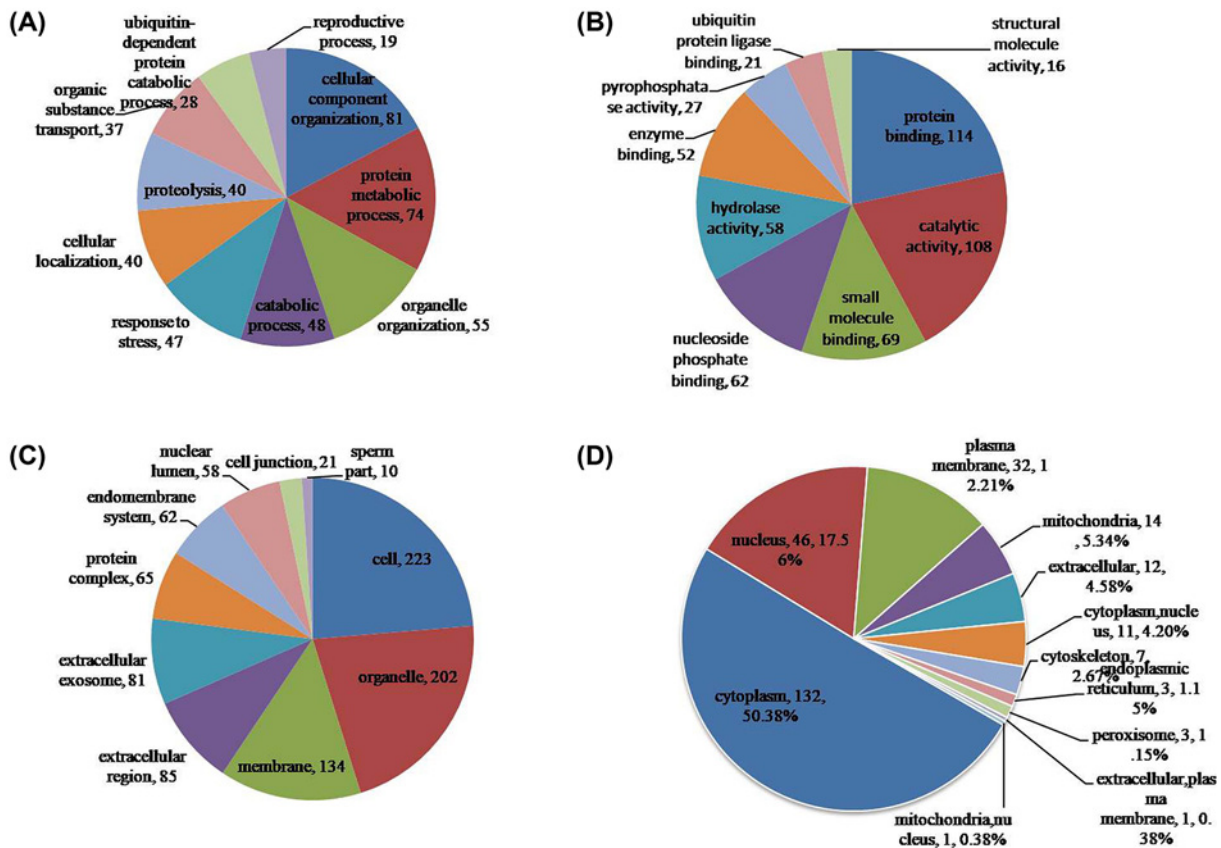 (A)
ubiquitin-
dependent
protein
catabolic
process, 28
reproductive
process, 19
cellular
component
organization, 81
organic
substance
transport, 37
protein
metabolic
process, 74
proteolysis, 40
cellular
localization, 40
organelle
organization, 55
catabolic
process, 48
response to
stress, 47
(B)
ubiquitin
protein ligase
binding, 21
structural
molecule
activity, 16
pyrophosphata
se activity, 27
protein
binding, 114
enzyme
binding, 52
hydrolase
activity, 58
catalytic
activity, 108
small
molecule
binding, 69
nucleoside
phosphate
binding, 62
(C)
nuclear
lumen, 58
cell junction, 21
sperm
part, 10
endomembrane
system, 62
cell, 223
protein
complex, 65
extracellular
exosome, 81
organelle, 202
extracellular
region, 85
membrane, 134
(D)
plasma
membrane, 32, 1
2.21%
nucleus, 46, 17.5
6%
mitochondria, 14
, 5.34%
extracellular, 12,
4.58%
cytoplasm,nucle
us, 11, 4.20%
cytoskeleton, 7,
2.67%
endoplasmic
reticulum, 3, 1.1
5%
cytoplasm, 132,
50.38%
peroxisome, 3, 1
.15%
extracellular,plas
ma
membrane, 1, 0.
38%
mitochondria,nu
cleus, 1, 0.38%